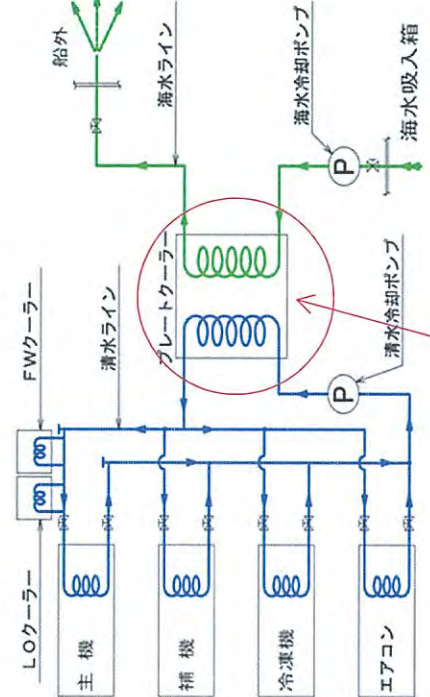 船外
海水ライン
海水冷却ポンプ
P
海水吸入箱
プレートクーラー
清水冷却ポンプ
P
FWクーラー
清水ライン
LOクーラー
主機
補機
冷凍機
エアコン